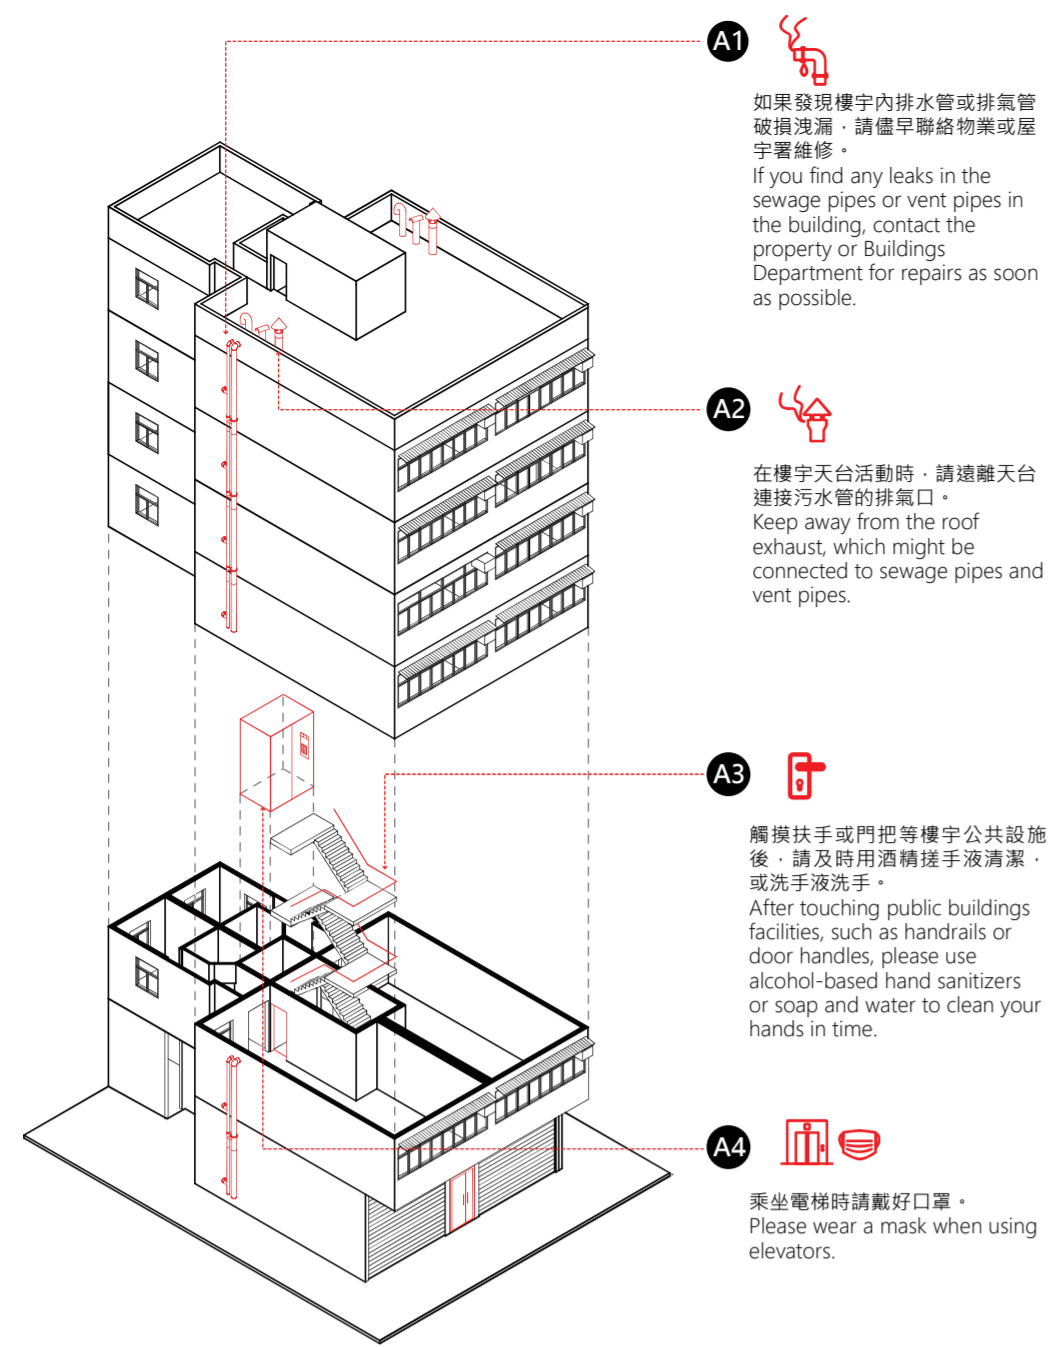 A1
如果發現樓宇內排水管或排氣管
破損洩漏，請儘早聯絡物業或屋
宇署維修。
If you find any leaks in the
sewage pipes or vent pipes in
the building, contact the
property or Buildings
Department for repairs as soon
as possible.
A2
在樓宇天台活動時，請遠離天台
連接污水管的排氣口。
Keep away from the roof
exhaust, which might be
connected to sewage pipes and
vent pipes.
A3
觸摸扶手或門把等樓宇公共設施
後，請及時用酒精搓手液清潔，
或洗手液洗手。
After touching public buildings
facilities, such as handrails or
door handles, please use
alcohol-based hand sanitizers
or soap and water to clean your
hands in time.
A4
乘坐電梯時請戴好口罩。
Please wear a mask when using
elevators.